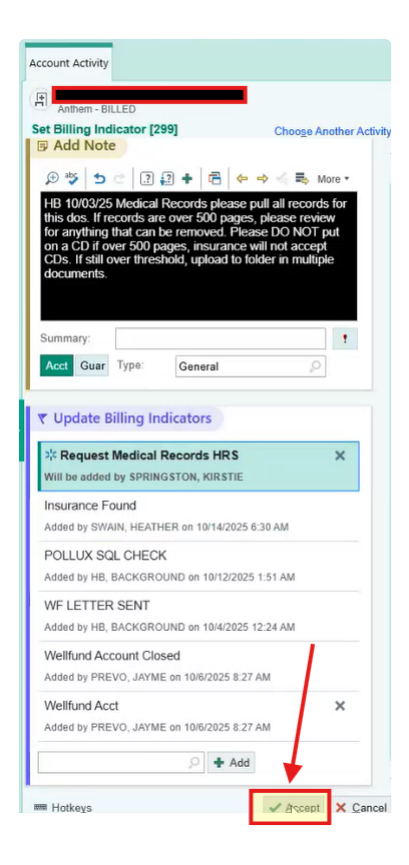 Account Activity
Anthem - BILLED
Set Billing Indicator [299]
Choose Another Activity
Add Note
abc
More
HB 10/03/25 Medical Records please pull all records for
this dos. If records are over 500 pages, please review
for anything that can be removed. Please DO NOT put
on a CD if over 500 pages, insurance will not accept
CDs. If still over threshold, upload to folder in multiple
documents.
Summary:
Acct Guar Type: General
Update Billing Indicators
Request Medical Records HRS
Will be added by SPRINGSTON, KIRSTIE
Insurance Found
Added by SWAIN, HEATHER on 10/14/2025 6:30 AM
POLLUX SQL CHECK
Added by HB, BACKGROUND on 10/12/2025 1:51 AM
WF LETTER SENT
Added by HB, BACKGROUND on 10/4/2025 12:24 AM
Wellfund Account Closed
Added by PREVO, JAYME on 10/6/2025 8:27 AM
Wellfund Acct
Added by PREVO, JAYME on 10/6/2025 8:27 AM
Add
Hotkeys
Accept
Cancel